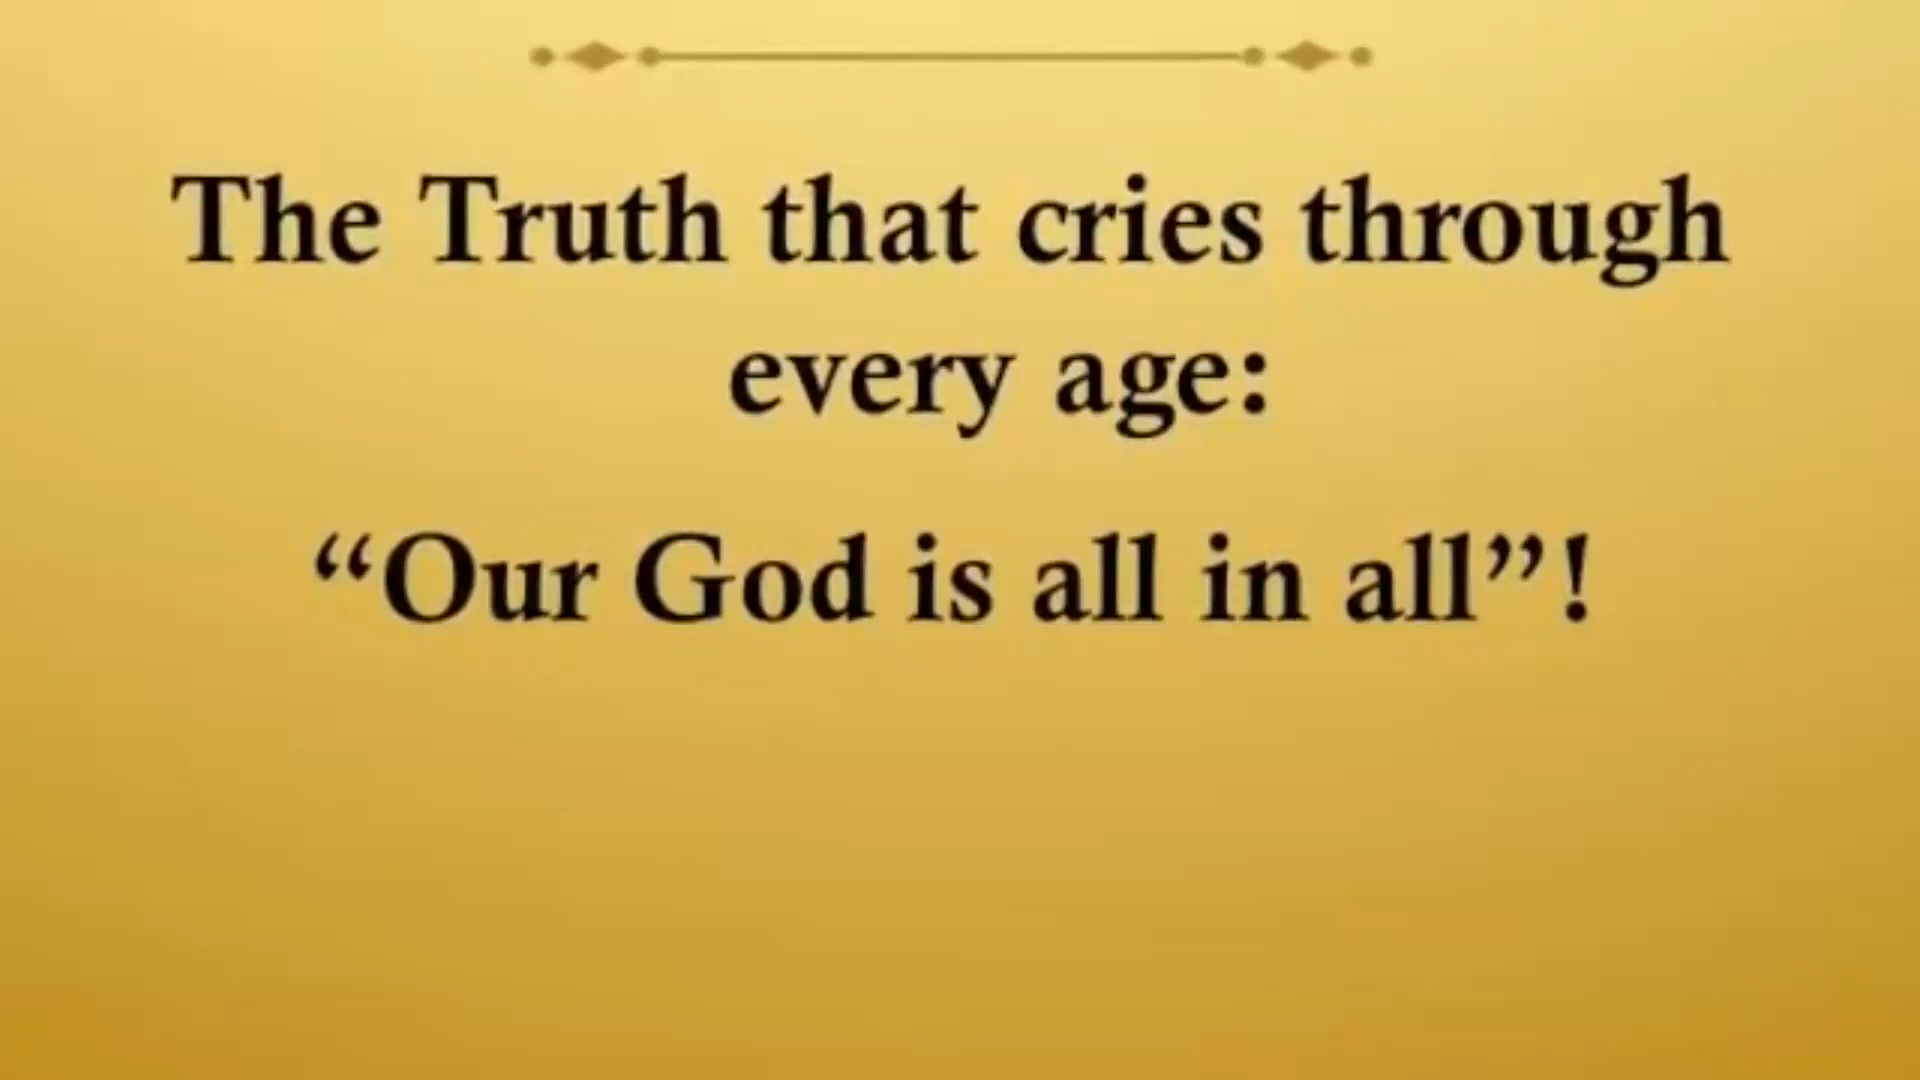 The Truth that cries through
every age:
“Our God is all in all”!